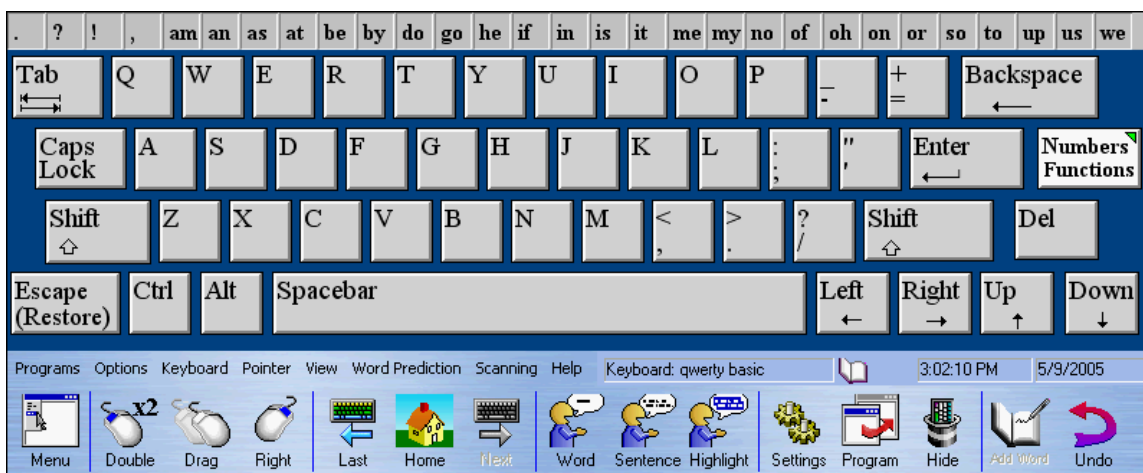 . ? ! , am an as at be by do go he if in is it me my no of oh on or so to up us we
Tab Q W E R T Y U I O P _ - + = Backspace
Caps Lock A S D F G H J K L : ; " ' Enter Numbers Functions
Shift Z X C V B N M < , > . ? / Shift Del
Escape (Restore) Ctrl Alt Spacebar Left Right Up Down
Programs Options Keyboard Pointer View Word Prediction Scanning Help Keyboard: qwerty basic 3:02:10 PM 5/9/2005
x2
Menu Double Drag Right Last Home Next Word Sentence Highlight Settings Program Hide Add Word Undo